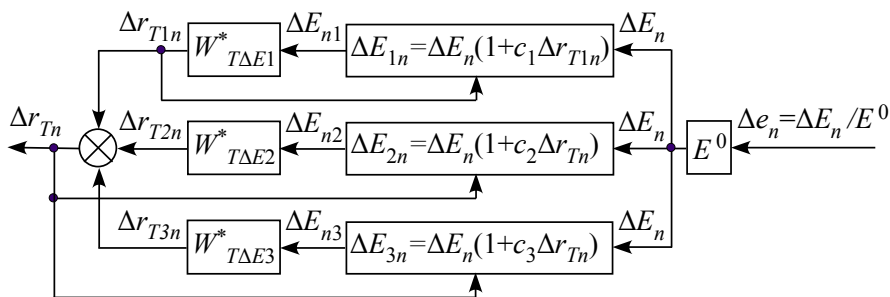 Δr_{T1n} W*_{TΔE1} ΔE_{n1} ΔE_{1n}=ΔE_n(1+c_1Δr_{T1n}) ΔE_n
Δr_{Tn} Δr_{T2n} W*_{TΔE2} ΔE_{n2} ΔE_{2n}=ΔE_n(1+c_2Δr_{Tn}) ΔE_n E^0 Δe_n=ΔE_n/E^0
Δr_{T3n} W*_{TΔE3} ΔE_{n3} ΔE_{3n}=ΔE_n(1+c_3Δr_{Tn}) ΔE_n